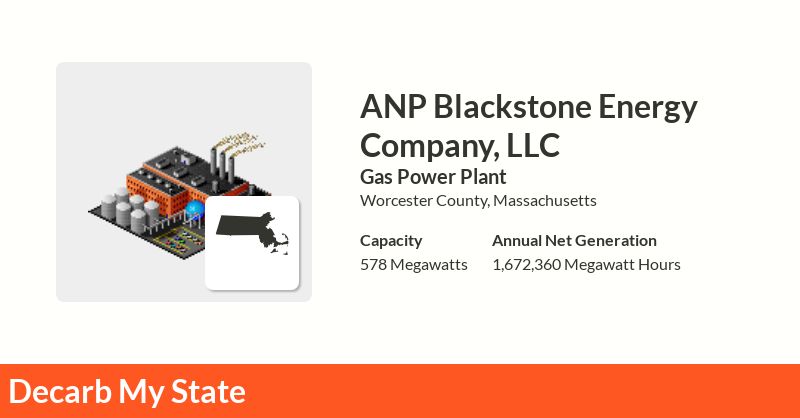 ANP Blackstone Energy
Company, LLC
Gas Power Plant
Worcester County, Massachusetts
Capacity
Annual Net Generation
578 Megawatts
1,672,360 Megawatt Hours
Decarb My State